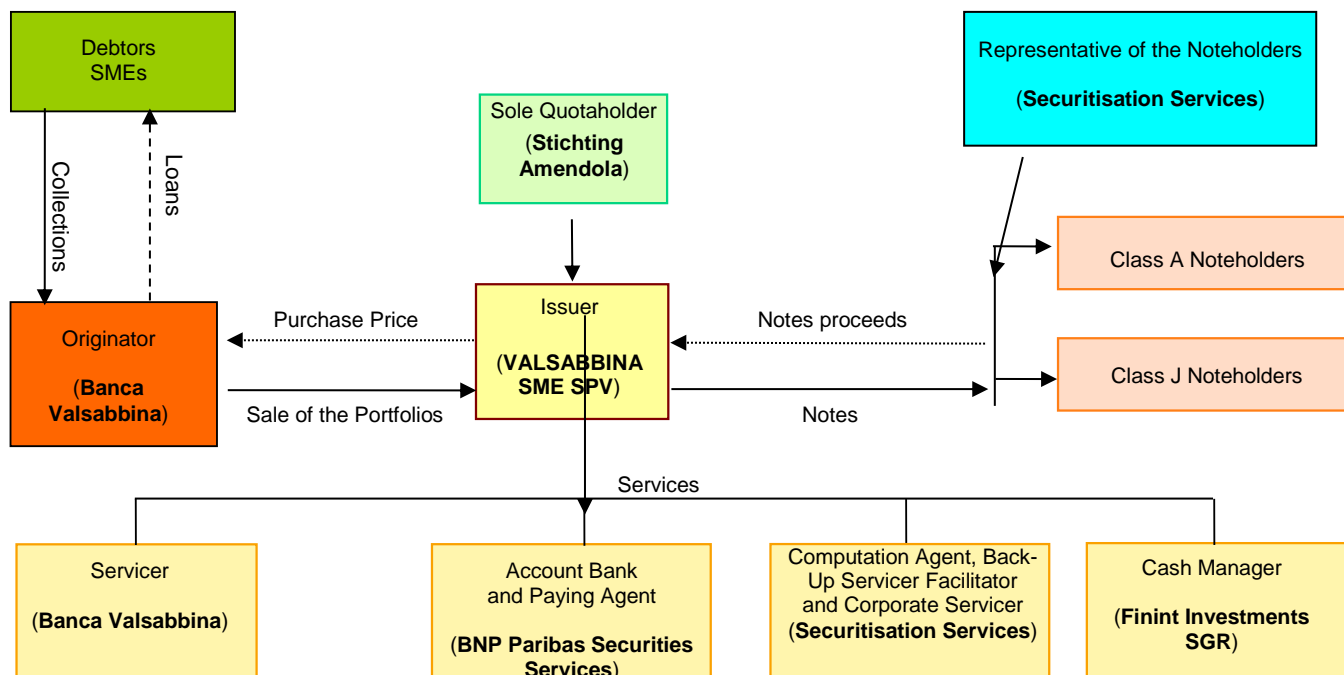 Debtors
SMEs
Representative of the Noteholders
(Securitisation Services)
Sole Quotaholder
(Stichting
Amendola)
Collections
Loans
Class A Noteholders
Originator
(Banca
Valsabbina)
Purchase Price
Sale of the Portfolios
Issuer
(VALSABBINA
SME SPV)
Notes proceeds
Notes
Class J Noteholders
Services
Servicer
(Banca Valsabbina)
Account Bank
and Paying Agent
(BNP Paribas Securities
Services)
Computation Agent, Back-
Up Servicer Facilitator
and Corporate Servicer
(Securitisation Services)
Cash Manager
(Finint Investments
SGR)